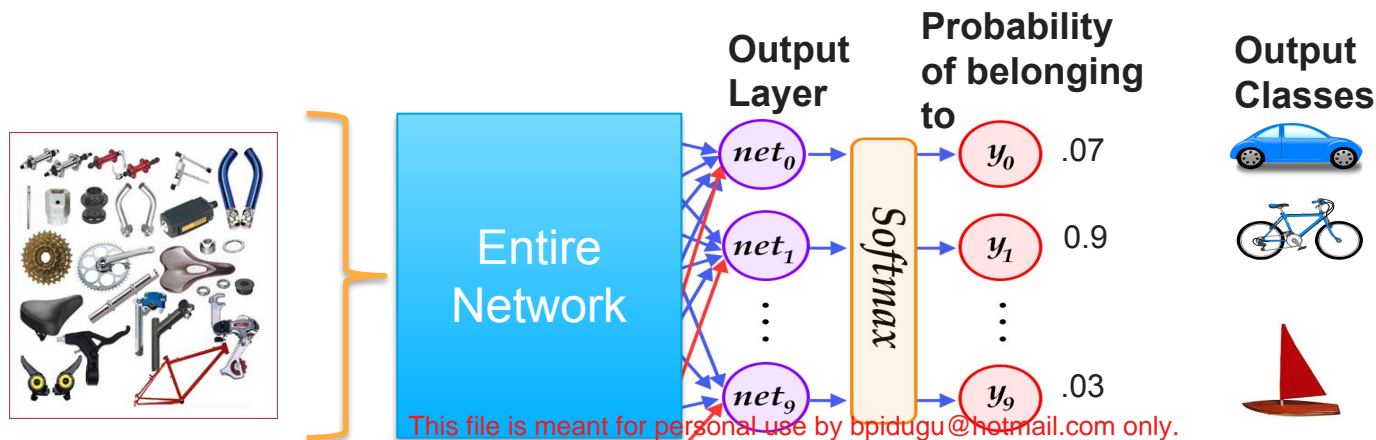 Output
Layer
Probability
of belonging
to
Output
Classes
Entire
Network
net0
net1
⋮
net9
Softmax
y0
y1
⋮
y9
.07
0.9
.03
This file is meant for personal use by bpidugu@hotmail.com only.